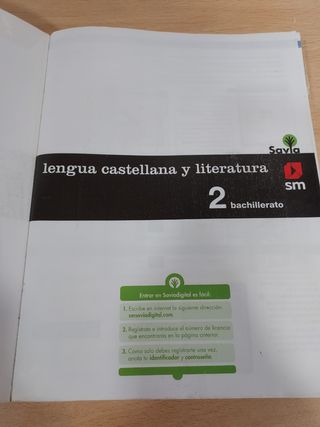 Savia
lengua castellana y literatura
sm
2 bachillerato
Entrar en Saviadigital es fácil:
1. Escribe en internet la siguiente dirección:
smsaviadigital.com
2. Regístrate e introduce el número de licencia
que encontrarás en la página anterior.
3. Como solo debes registrarte una vez,
anota tu identificador y contraseña.